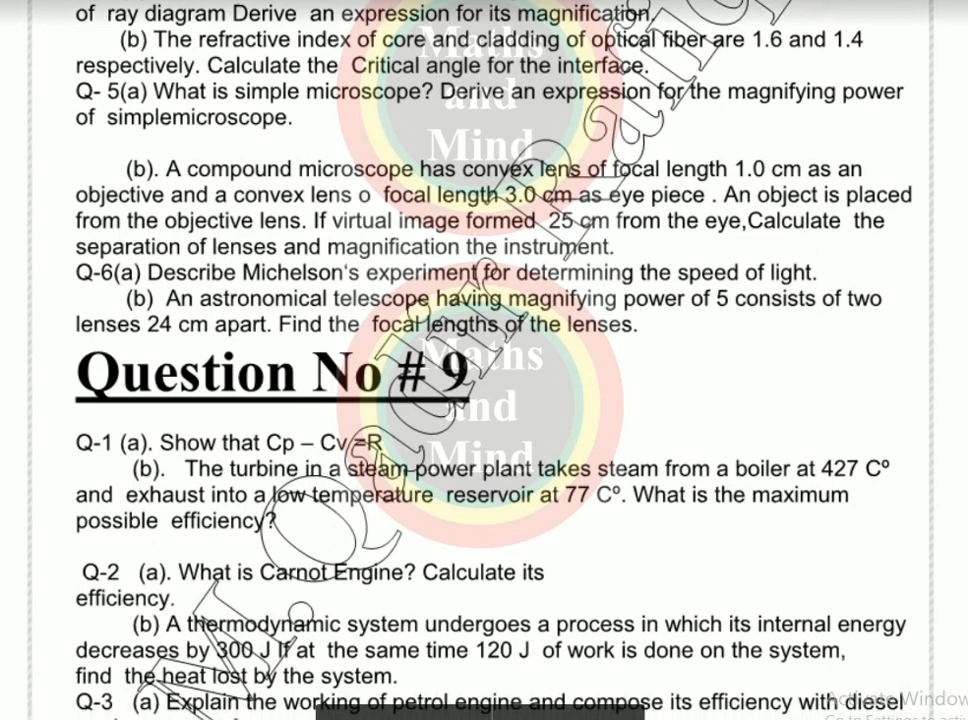 of ray diagram Derive an expression for its magnification.
(b) The refractive index of core and cladding of optical fiber are 1.6 and 1.4
respectively. Calculate the Critical angle for the interface.
Q- 5(a) What is simple microscope? Derive an expression for the magnifying power
of simplemicroscope.
(b). A compound microscope has convex lens of focal length 1.0 cm as an
objective and a convex lens o focal length 3.0 cm as eye piece . An object is placed
from the objective lens. If virtual image formed 25 cm from the eye,Calculate the
separation of lenses and magnification the instrument.
Q-6(a) Describe Michelson's experiment for determining the speed of light.
(b) An astronomical telescope having magnifying power of 5 consists of two
lenses 24 cm apart. Find the focal lengths of the lenses.
Question No # 9
Q-1 (a). Show that Cp – Cv =R
(b). The turbine in a steam power plant takes steam from a boiler at 427 Cº
and exhaust into a low temperature reservoir at 77 Cº. What is the maximum
possible efficiency?
Q-2 (a). What is Carnot Engine? Calculate its
efficiency.
(b) A thermodynamic system undergoes a process in which its internal energy
decreases by 300 J If at the same time 120 J of work is done on the system,
find the heat lost by the system.
Q-3 (a) Explain the working of petrol engine and compose its efficiency with diesel
Maths
and
Mind
Maths
and
Mind
Activate Window